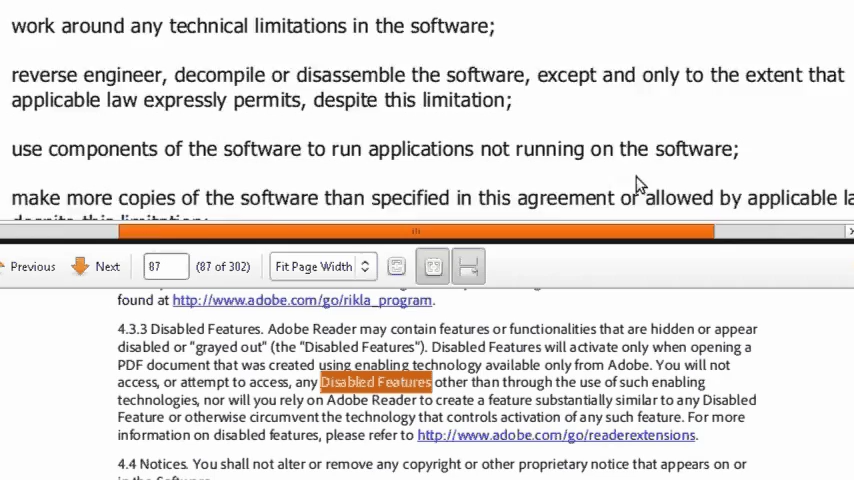 work around any technical limitations in the software;
reverse engineer, decompile or disassemble the software, except and only to the extent that
applicable law expressly permits, despite this limitation;
use components of the software to run applications not running on the software;
make more copies of the software than specified in this agreement or allowed by applicable la
despite this limitation;
Previous Next 87 (87 of 302) Fit Page Width
found at http://www.adobe.com/go/rikla_program.
4.3.3 Disabled Features. Adobe Reader may contain features or functionalities that are hidden or appear
disabled or "grayed out" (the "Disabled Features"). Disabled Features will activate only when opening a
PDF document that was created using enabling technology available only from Adobe. You will not
access, or attempt to access, any Disabled Features other than through the use of such enabling
technologies, nor will you rely on Adobe Reader to create a feature substantially similar to any Disabled
Feature or otherwise circumvent the technology that controls activation of any such feature. For more
information on disabled features, please refer to http://www.adobe.com/go/readerextensions.
4.4 Notices. You shall not alter or remove any copyright or other proprietary notice that appears on or
in the Software.